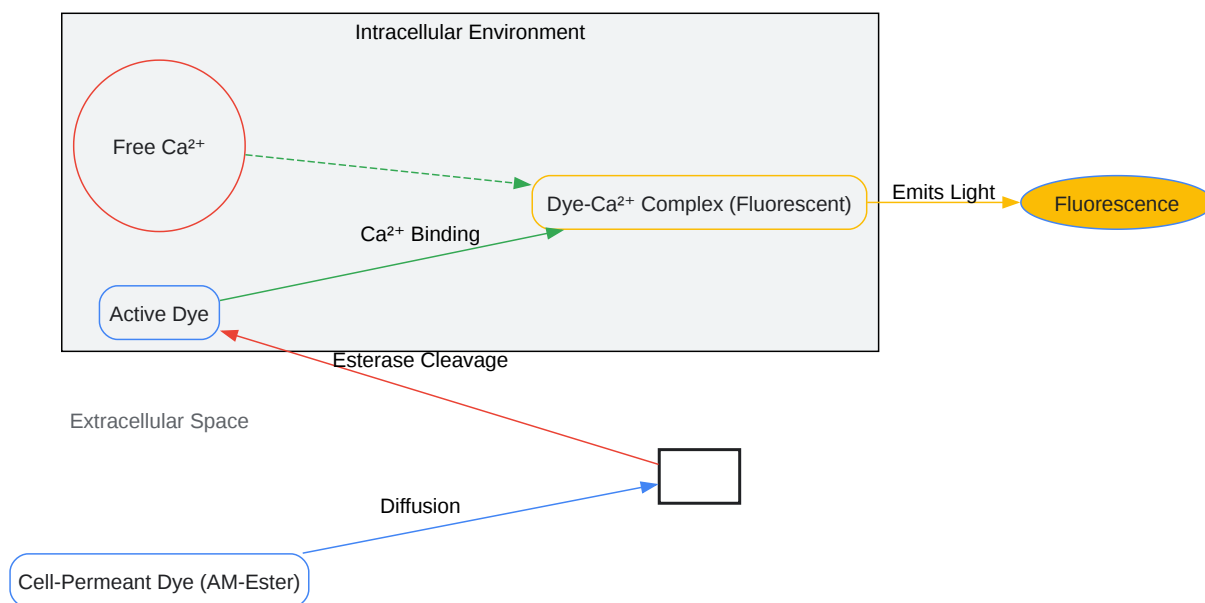 Intracellular Environment
Free Ca²⁺
Dye-Ca²⁺ Complex (Fluorescent)
Emits Light
Fluorescence
Ca²⁺ Binding
Active Dye
Esterase Cleavage
Extracellular Space
Diffusion
Cell-Permeant Dye (AM-Ester)